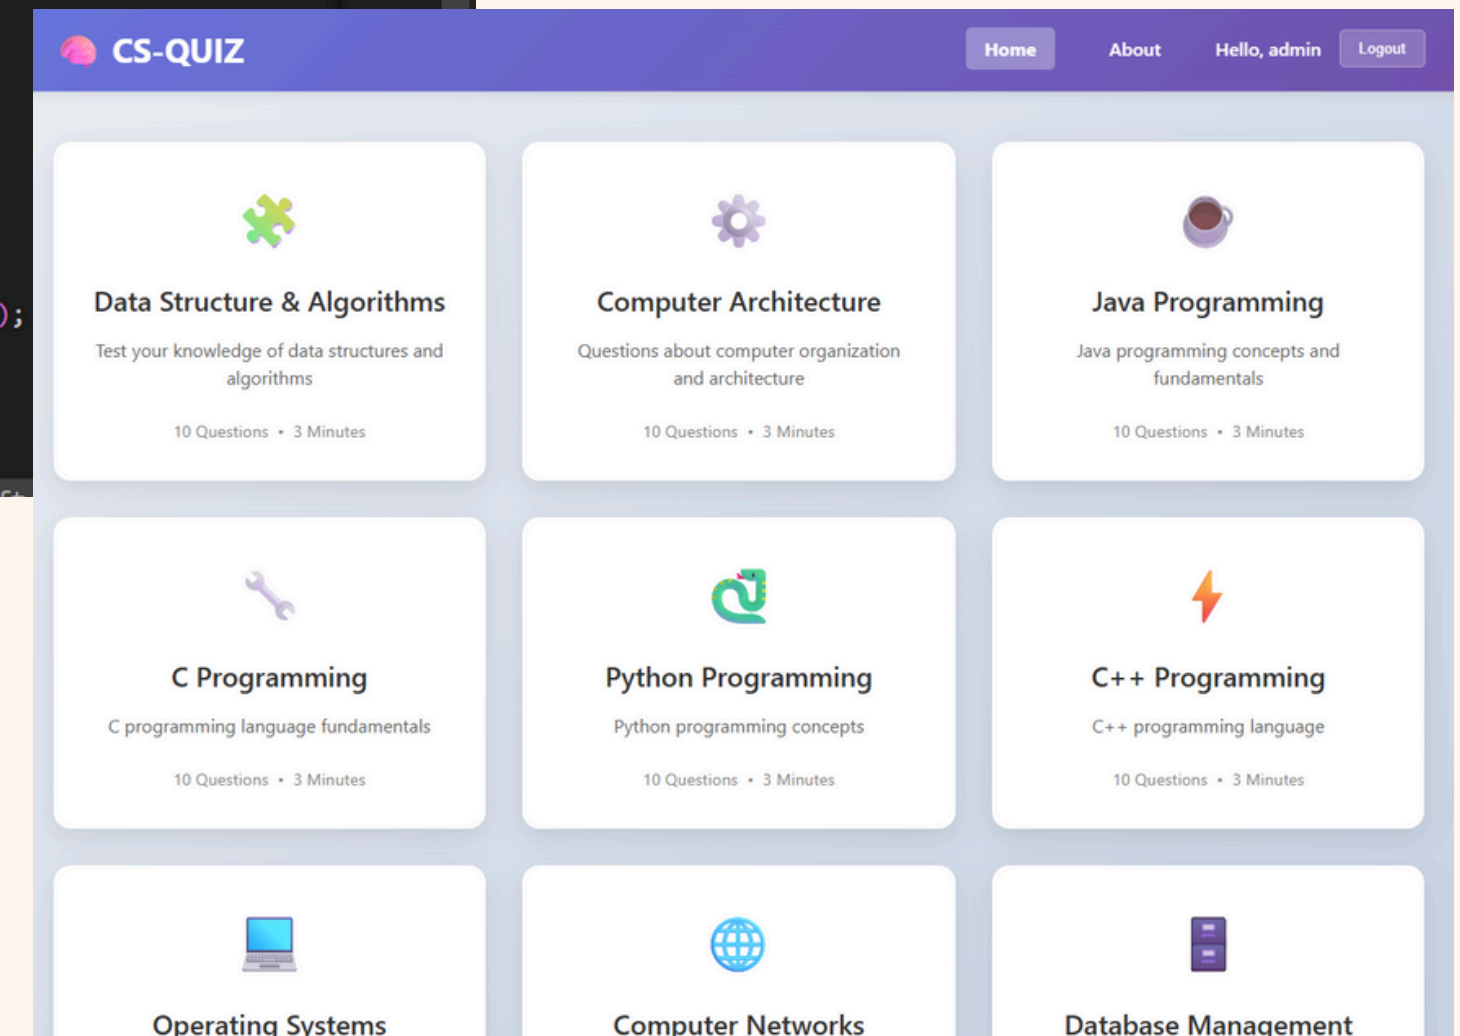 CS-QUIZ
Home About Hello, admin Logout
);
Data Structure & Algorithms
Test your knowledge of data structures and
algorithms
10 Questions • 3 Minutes
Computer Architecture
Questions about computer organization
and architecture
10 Questions • 3 Minutes
Java Programming
Java programming concepts and
fundamentals
10 Questions • 3 Minutes
C Programming
C programming language fundamentals
10 Questions • 3 Minutes
Python Programming
Python programming concepts
10 Questions • 3 Minutes
C++ Programming
C++ programming language
10 Questions • 3 Minutes
Operating Systems
Computer Networks
Database Management